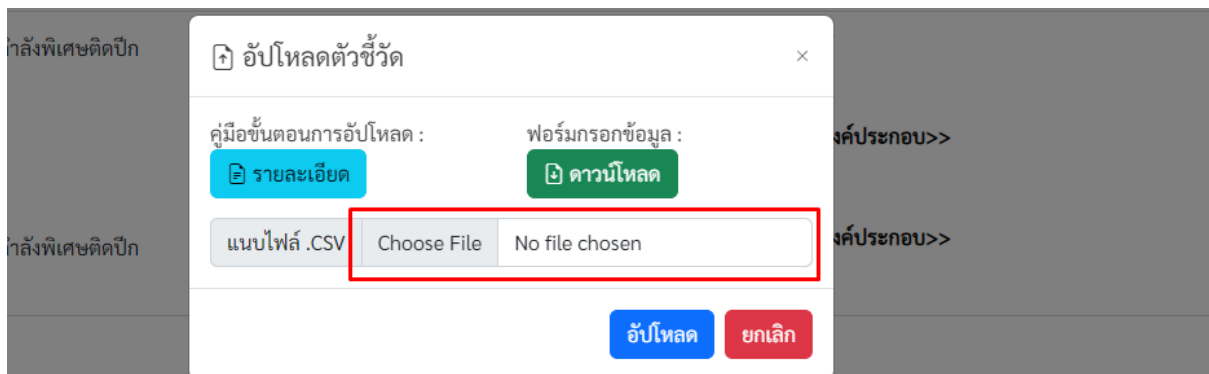 กำลังพิเศษติดปีก
อัปโหลดตัวชี้วัด
×
คู่มือขั้นตอนการอัปโหลด :
ฟอร์มกรอกข้อมูล :
รายละเอียด
ดาวน์โหลด
งค์ประกอบ>>
แนบไฟล์ .CSV Choose File No file chosen
กำลังพิเศษติดปีก
งค์ประกอบ>>
อัปโหลด ยกเลิก